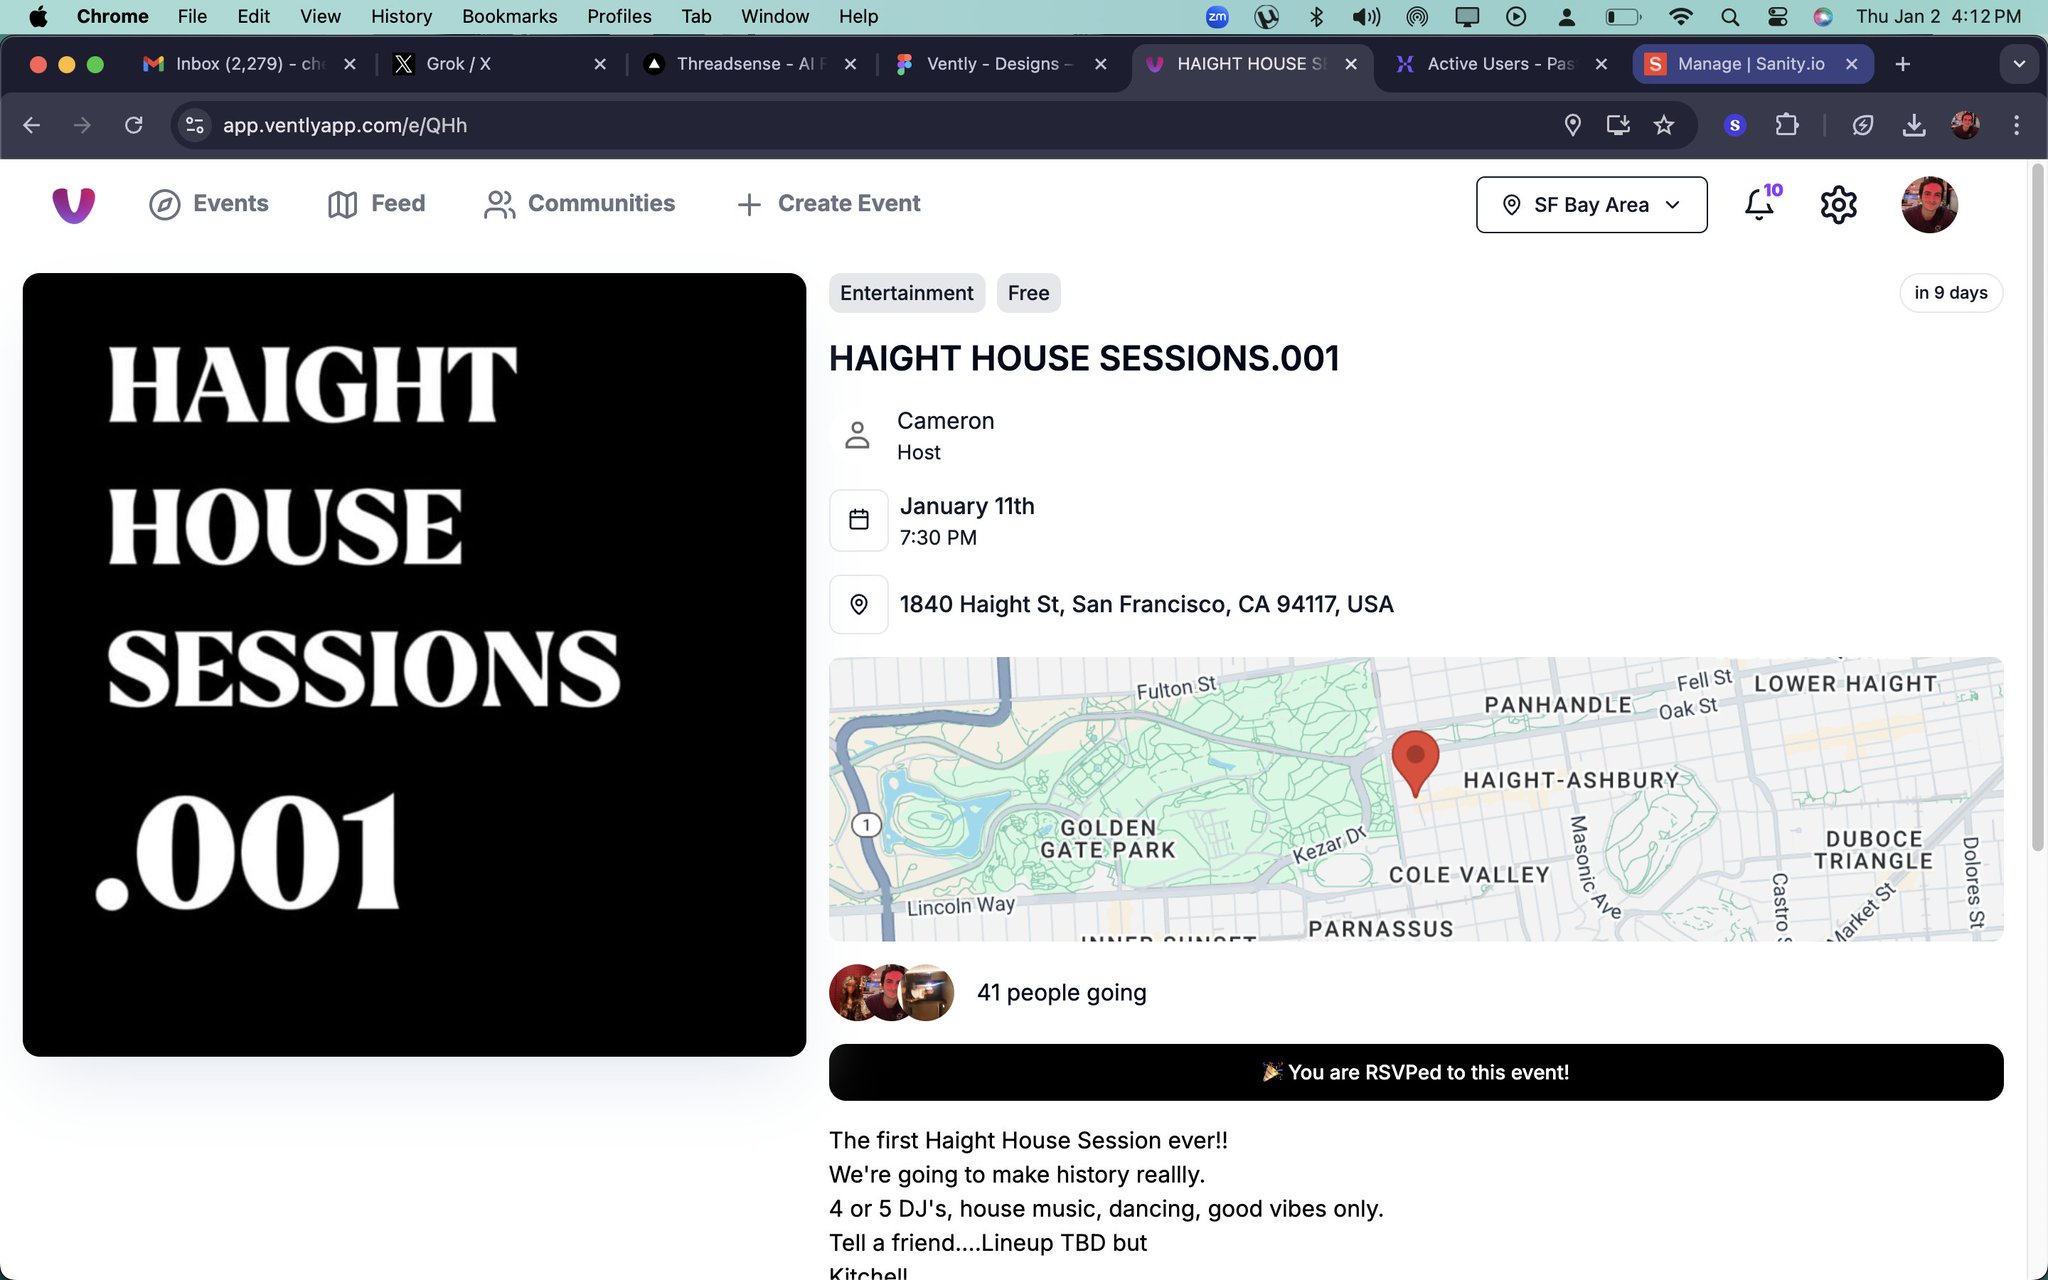 Chrome File Edit View History Bookmarks Profiles Tab Window Help zm Thu Jan 2 4:12 PM
Inbox (2,279) - ch Grok / X Threadsense - AI F Vently - Designs - HAIGHT HOUSE S Active Users - Pas S Manage | Sanity.io
app.ventlyapp.com/e/QHh S
Events Feed Communities Create Event SF Bay Area 10
HAIGHT
HOUSE
SESSIONS
.001
Entertainment Free in 9 days
HAIGHT HOUSE SESSIONS.001
Cameron
Host
January 11th
7:30 PM
1840 Haight St, San Francisco, CA 94117, USA
Fulton St
Fell St
LOWER HAIGHT
PANHANDLE
Oak St
HAIGHT-ASHBURY
1
GOLDEN
GATE PARK
Kezar Dr
Masonic Ave
DUBOCE
TRIANGLE
COLE VALLEY
Castro S
Dolores St
Lincoln Way
Market St
PARNASSUS
INNER SUNSET
41 people going
🎉 You are RSVPed to this event!
The first Haight House Session ever!!
We're going to make history reallly.
4 or 5 DJ's, house music, dancing, good vibes only.
Tell a friend....Lineup TBD but
Kitchell